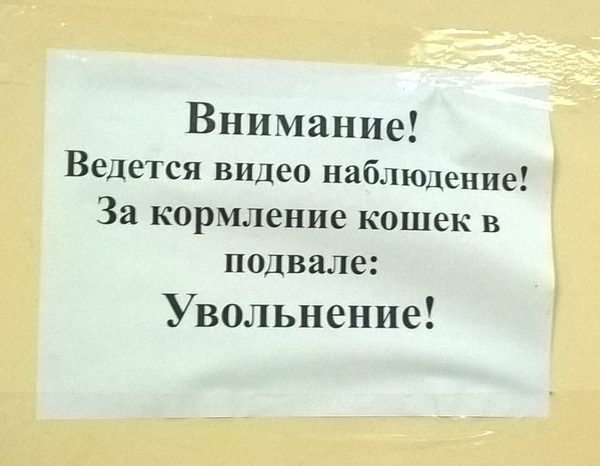 Внимание!
Ведется видео наблюдение!
За кормление кошек в
подвале:
Увольнение!